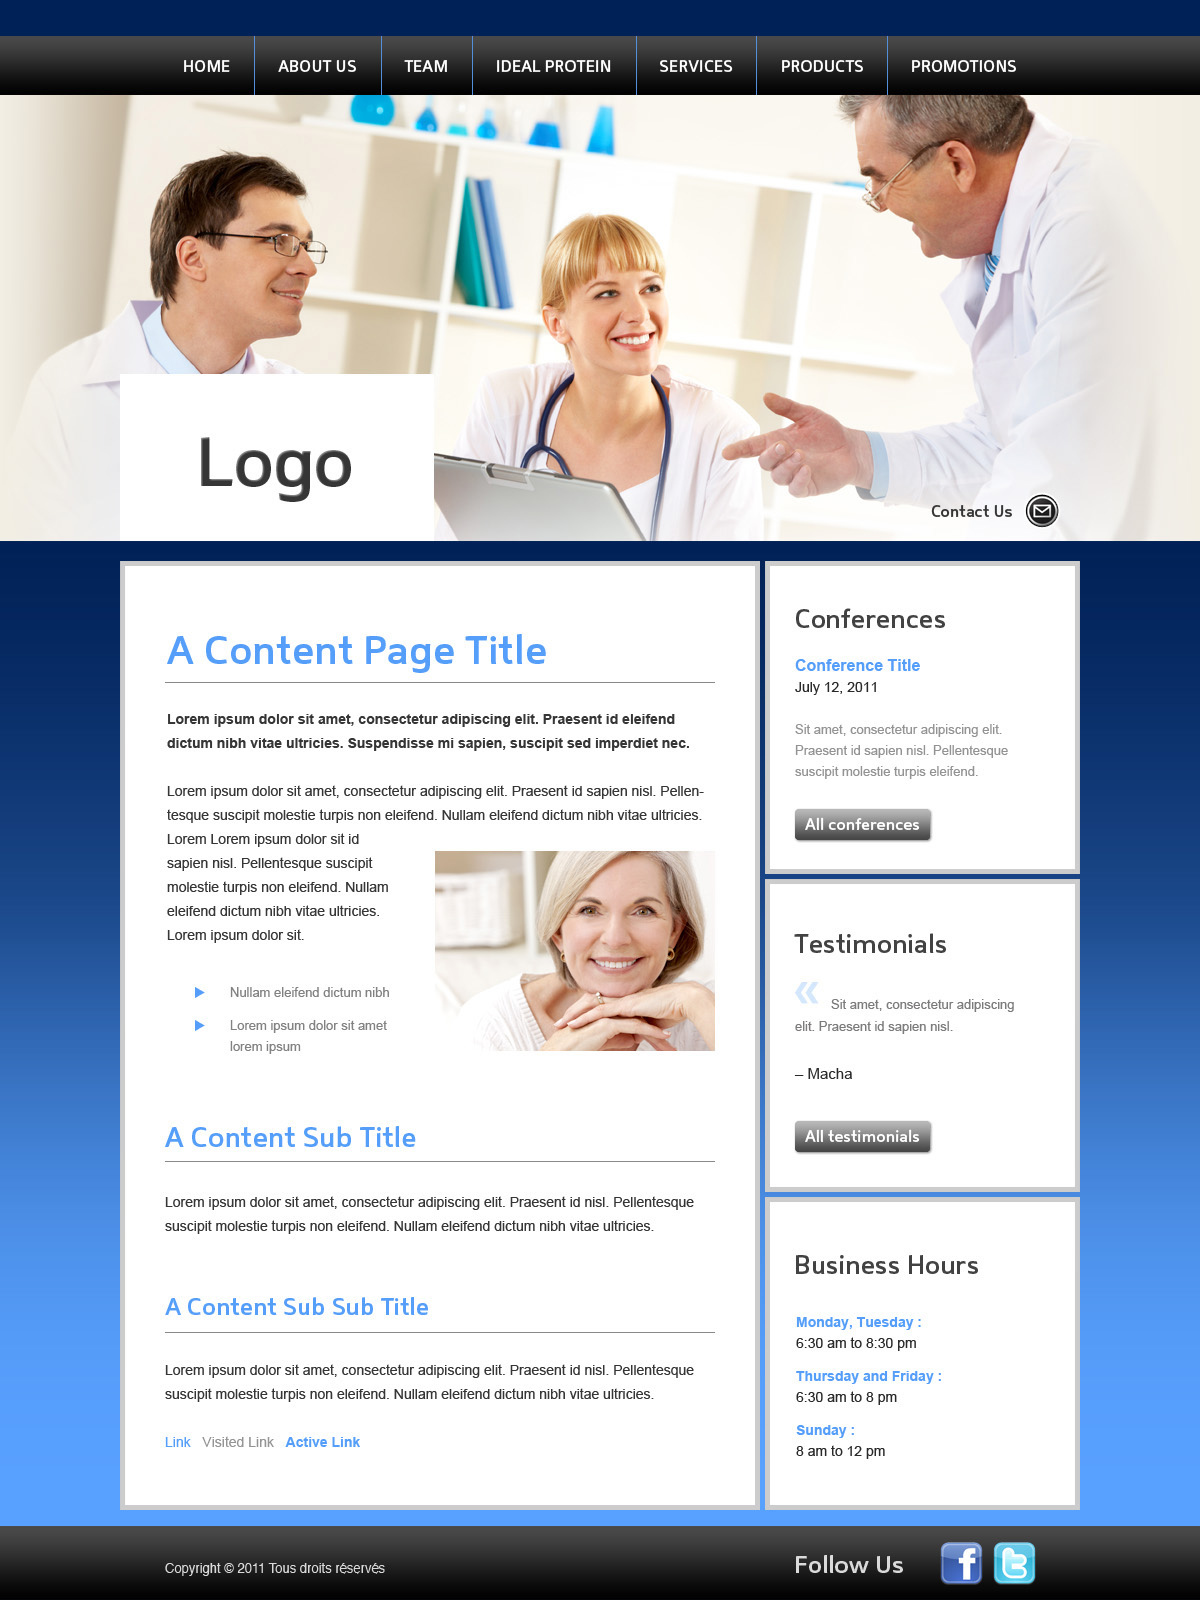 HOME ABOUT US TEAM IDEAL PROTEIN SERVICES PRODUCTS PROMOTIONS
Logo
Contact Us
A Content Page Title
Lorem ipsum dolor sit amet, consectetur adipiscing elit. Praesent id eleifend
dictum nibh vitae ultricies. Suspendisse mi sapien, suscipit sed imperdiet nec.
Lorem ipsum dolor sit amet, consectetur adipiscing elit. Praesent id sapien nisl. Pellen-
tesque suscipit molestie turpis non eleifend. Nullam eleifend dictum nibh vitae ultricies.
Lorem Lorem ipsum dolor sit id
sapien nisl. Pellentesque suscipit
molestie turpis non eleifend. Nullam
eleifend dictum nibh vitae ultricies.
Lorem ipsum dolor sit.
Nullam eleifend dictum nibh
Lorem ipsum dolor sit amet
lorem ipsum
A Content Sub Title
Lorem ipsum dolor sit amet, consectetur adipiscing elit. Praesent id nisl. Pellentesque
suscipit molestie turpis non eleifend. Nullam eleifend dictum nibh vitae ultricies.
A Content Sub Sub Title
Lorem ipsum dolor sit amet, consectetur adipiscing elit. Praesent id nisl. Pellentesque
suscipit molestie turpis non eleifend. Nullam eleifend dictum nibh vitae ultricies.
Link Visited Link Active Link
Conferences
Conference Title
July 12, 2011
Sit amet, consectetur adipiscing elit.
Praesent id sapien nisl. Pellentesque
suscipit molestie turpis eleifend.
All conferences
Testimonials
« Sit amet, consectetur adipiscing
elit. Praesent id sapien nisl.
– Macha
All testimonials
Business Hours
Monday, Tuesday :
6:30 am to 8:30 pm
Thursday and Friday :
6:30 am to 8 pm
Sunday :
8 am to 12 pm
Copyright © 2011 Tous droits réservés
Follow Us f t